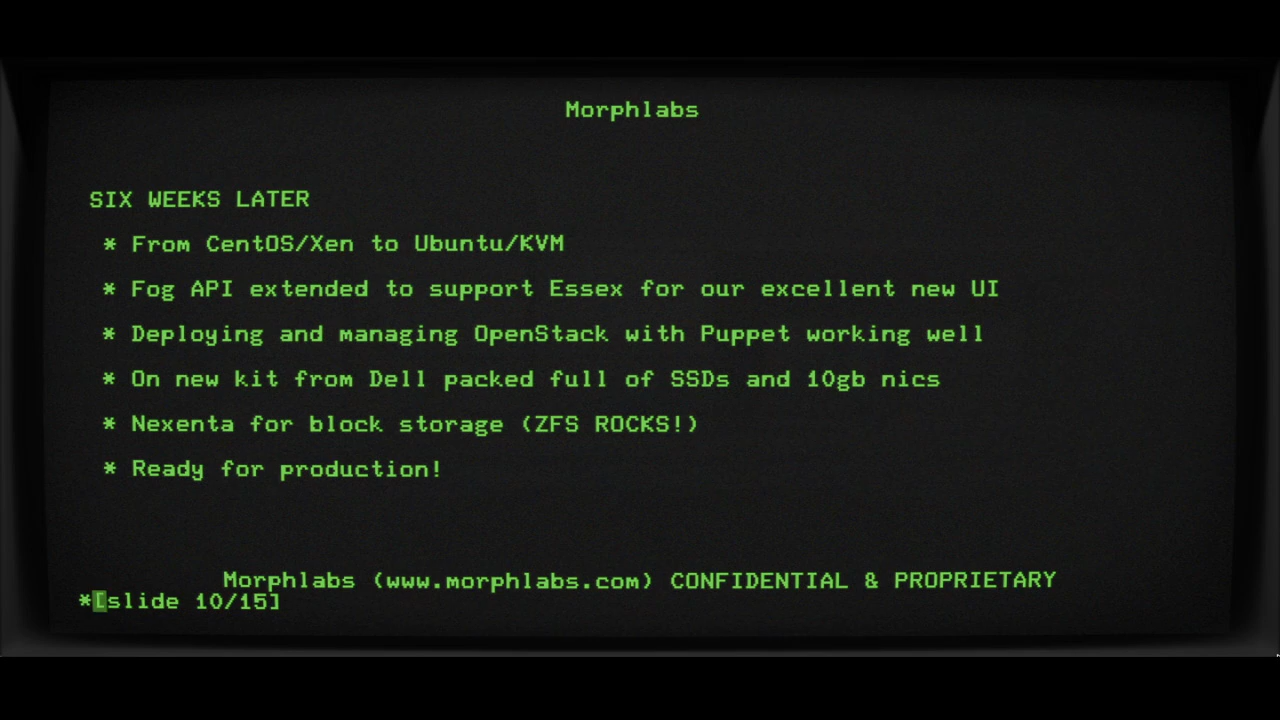 Morphlabs
SIX WEEKS LATER
* From CentOS/Xen to Ubuntu/KVM
* Fog API extended to support Essex for our excellent new UI
* Deploying and managing OpenStack with Puppet working well
* On new kit from Dell packed full of SSDs and 10gb nics
* Nexenta for block storage (ZFS ROCKS!)
* Ready for production!
Morphlabs (www.morphlabs.com) CONFIDENTIAL & PROPRIETARY
*[slide 10/15]